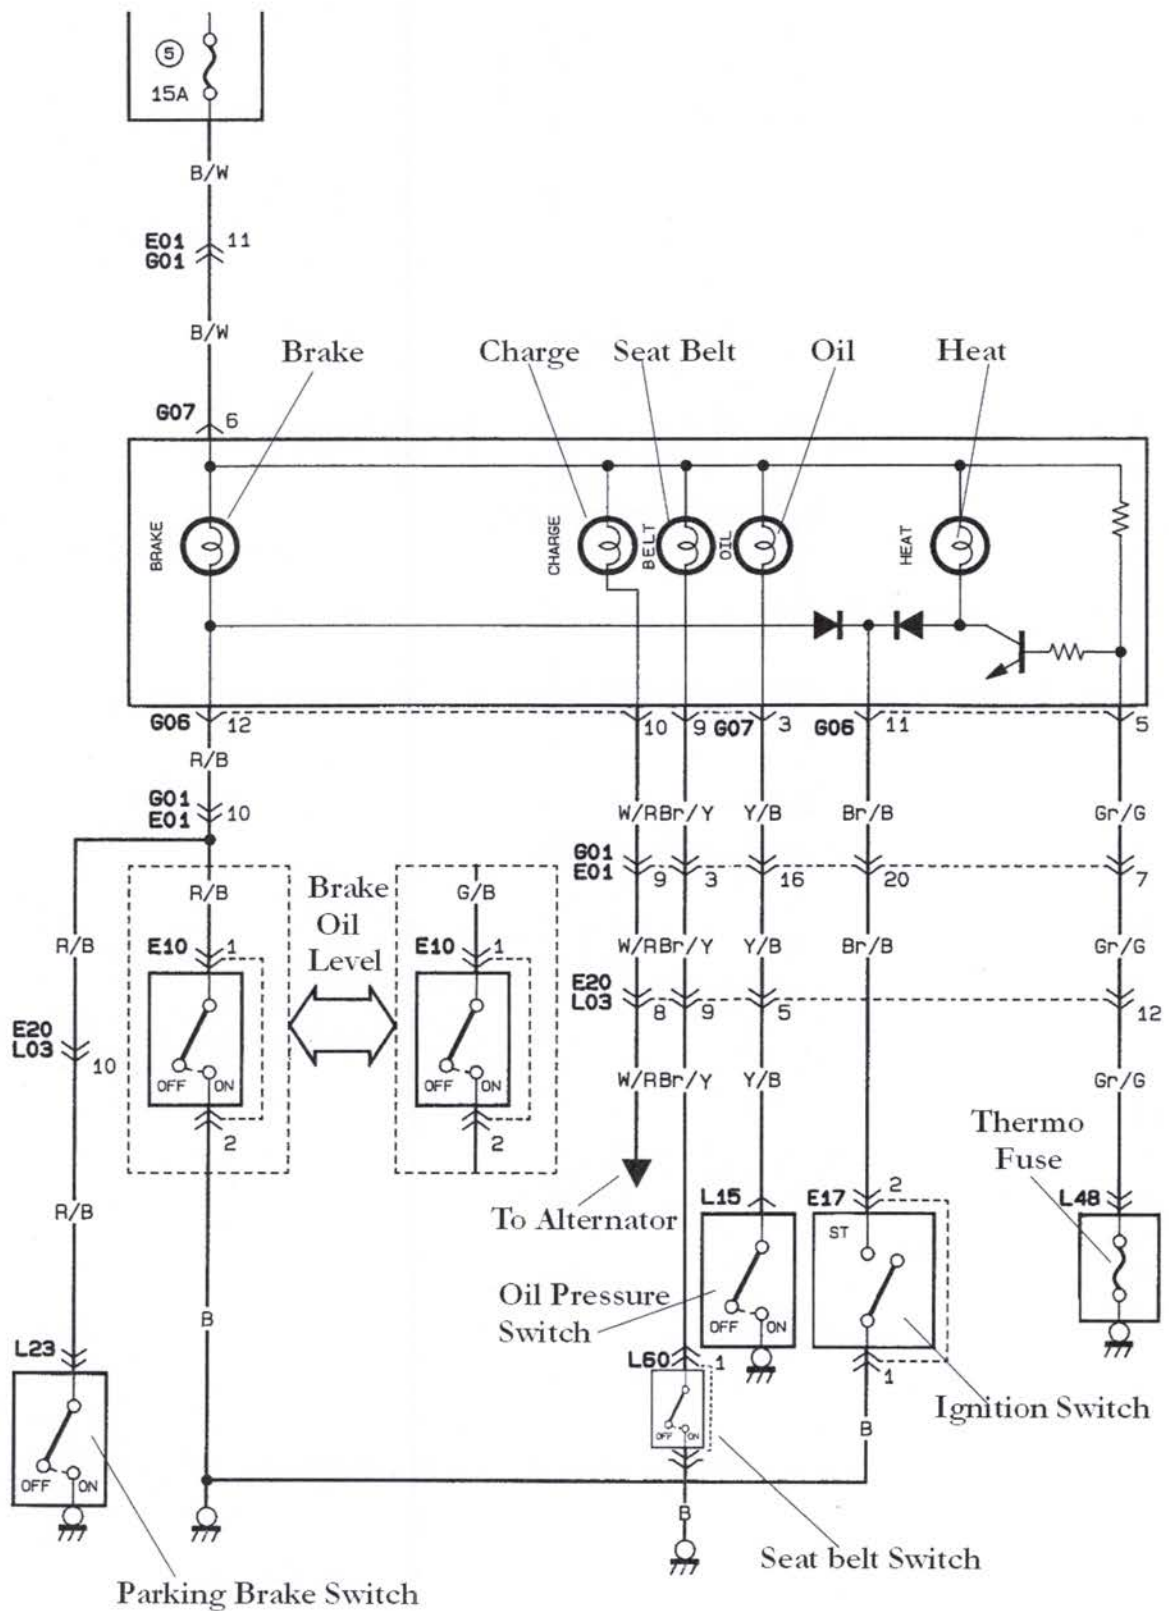 5
15A
B/W
E01 11
G01
B/W
Brake Charge Seat Belt Oil Heat
G07 6
BRAKE CHARGE BELT OIL HEAT
G06 12 10 9 G07 3 G06 11 5
R/B
G01 10
E01
W/R Br/Y Y/B Br/B Gr/G
G01
E01 9 3 16 20 7
R/B Brake G/B
Oil
Level
E10 1 E10 1
R/B
W/R Br/Y Y/B Br/B Gr/G
E20
L03 8 9 5 12
E20
L03 10
OFF ON OFF ON
W/R Br/Y Y/B Gr/G
2 2
Thermo
Fuse
R/B
To Alternator
L15 E17 2 L48
ST
Oil Pressure
Switch
OFF ON
B
L23
L60 1
1
Ignition Switch
OFF ON
B
OFF ON
B
Seat belt Switch
Parking Brake Switch